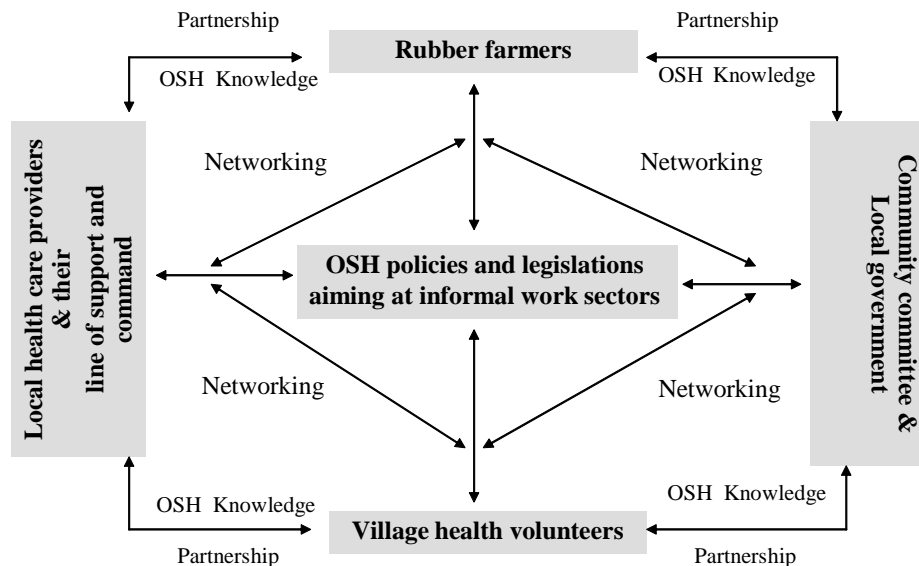 Partnership
Partnership
Rubber farmers
OSH Knowledge
OSH Knowledge
Networking
Networking
Local health care providers
& their
line of support and
command
OSH policies and legislations
aiming at informal work sectors
Community committee &
Local government
Networking
Networking
OSH Knowledge
OSH Knowledge
Village health volunteers
Partnership
Partnership